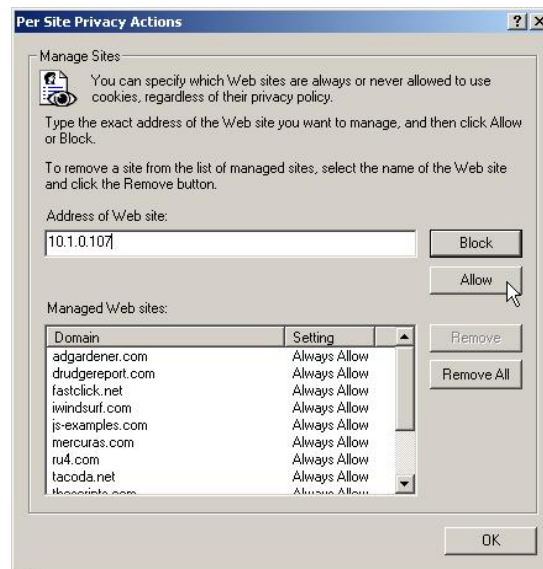 Per Site Privacy Actions
Manage Sites
You can specify which Web sites are always or never allowed to use
cookies, regardless of their privacy policy.
Type the exact address of the Web site you want to manage, and then click Allow
or Block.
To remove a site from the list of managed sites, select the name of the Web site
and click the Remove button.
Address of Web site:
10.1.0.107
Block
Allow
Managed Web sites:
Domain Setting
Remove
adgardener.com Always Allow
drudgereport.com Always Allow
Remove All
fastclick.net Always Allow
iwindsurf.com Always Allow
js-examples.com Always Allow
mercuras.com Always Allow
ru4.com Always Allow
tacoda.net Always Allow
OK